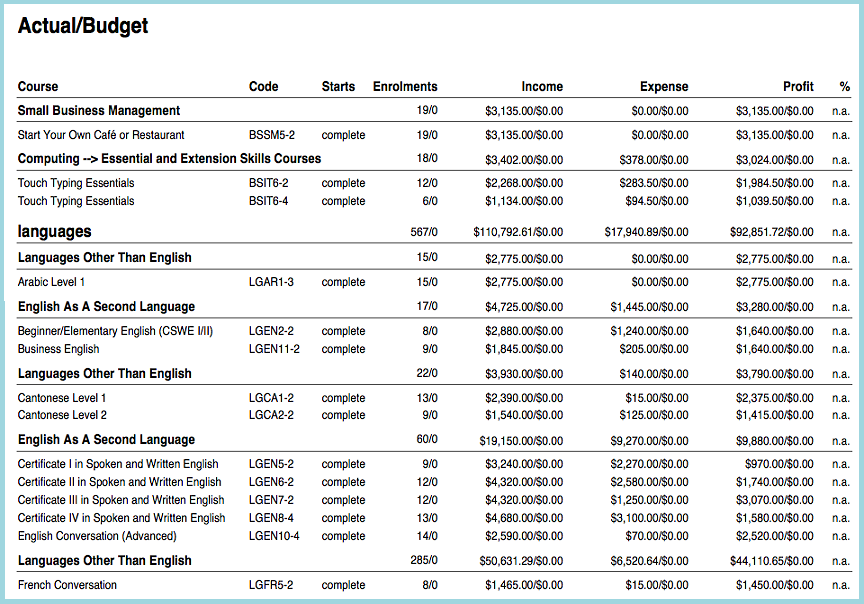 Actual/Budget
Course Code Starts Enrolments Income Expense Profit %
Small Business Management 19/0 $3,135.00/$0.00 $0.00/$0.00 $3,135.00/$0.00 n.a.
Start Your Own Café or Restaurant BSSM5-2 complete 19/0 $3,135.00/$0.00 $0.00/$0.00 $3,135.00/$0.00 n.a.
Computing --> Essential and Extension Skills Courses 18/0 $3,402.00/$0.00 $378.00/$0.00 $3,024.00/$0.00 n.a.
Touch Typing Essentials BSIT6-2 complete 12/0 $2,268.00/$0.00 $283.50/$0.00 $1,984.50/$0.00 n.a.
Touch Typing Essentials BSIT6-4 complete 6/0 $1,134.00/$0.00 $94.50/$0.00 $1,039.50/$0.00 n.a.
languages 567/0 $110,792.61/$0.00 $17,940.89/$0.00 $92,851.72/$0.00 n.a.
Languages Other Than English 15/0 $2,775.00/$0.00 $0.00/$0.00 $2,775.00/$0.00 n.a.
Arabic Level 1 LGAR1-3 complete 15/0 $2,775.00/$0.00 $0.00/$0.00 $2,775.00/$0.00 n.a.
English As A Second Language 17/0 $4,725.00/$0.00 $1,445.00/$0.00 $3,280.00/$0.00 n.a.
Beginner/Elementary English (CSWE I/II) LGEN2-2 complete 8/0 $2,880.00/$0.00 $1,240.00/$0.00 $1,640.00/$0.00 n.a.
Business English LGEN11-2 complete 9/0 $1,845.00/$0.00 $205.00/$0.00 $1,640.00/$0.00 n.a.
Languages Other Than English 22/0 $3,930.00/$0.00 $140.00/$0.00 $3,790.00/$0.00 n.a.
Cantonese Level 1 LGCA1-2 complete 13/0 $2,390.00/$0.00 $15.00/$0.00 $2,375.00/$0.00 n.a.
Cantonese Level 2 LGCA2-2 complete 9/0 $1,540.00/$0.00 $125.00/$0.00 $1,415.00/$0.00 n.a.
English As A Second Language 60/0 $19,150.00/$0.00 $9,270.00/$0.00 $9,880.00/$0.00 n.a.
Certificate I in Spoken and Written English LGEN5-2 complete 9/0 $3,240.00/$0.00 $2,270.00/$0.00 $970.00/$0.00 n.a.
Certificate II in Spoken and Written English LGEN6-2 complete 12/0 $4,320.00/$0.00 $2,580.00/$0.00 $1,740.00/$0.00 n.a.
Certificate III in Spoken and Written English LGEN7-2 complete 12/0 $4,320.00/$0.00 $1,250.00/$0.00 $3,070.00/$0.00 n.a.
Certificate IV in Spoken and Written English LGEN8-4 complete 13/0 $4,680.00/$0.00 $3,100.00/$0.00 $1,580.00/$0.00 n.a.
English Conversation (Advanced) LGEN10-4 complete 14/0 $2,590.00/$0.00 $70.00/$0.00 $2,520.00/$0.00 n.a.
Languages Other Than English 285/0 $50,631.29/$0.00 $6,520.64/$0.00 $44,110.65/$0.00 n.a.
French Conversation LGFR5-2 complete 8/0 $1,465.00/$0.00 $15.00/$0.00 $1,450.00/$0.00 n.a.